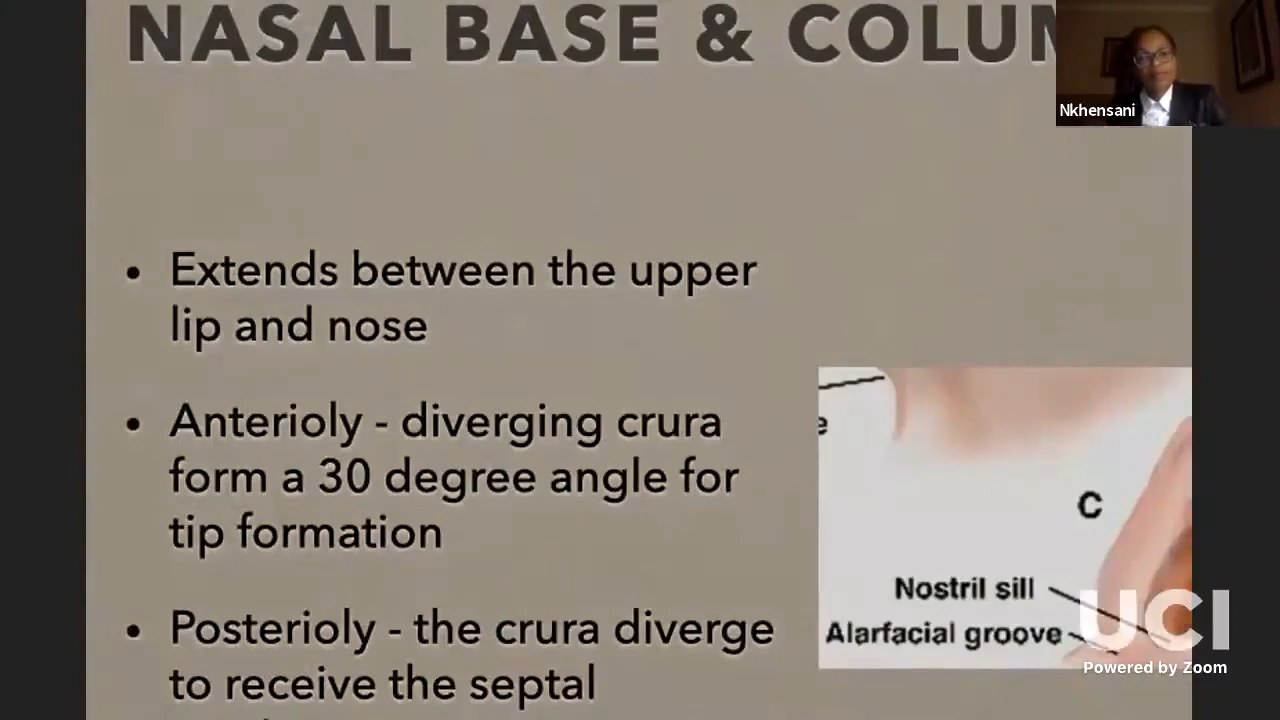 NASAL BASE & COLUM
Nkhensani
Extends between the upper
lip and nose
Anterioly - diverging crura
form a 30 degree angle for
tip formation
Posterioly - the crura diverge
to receive the septal
e
C
Nostril sill
Alarfacial groove
UCI
Powered by Zoom